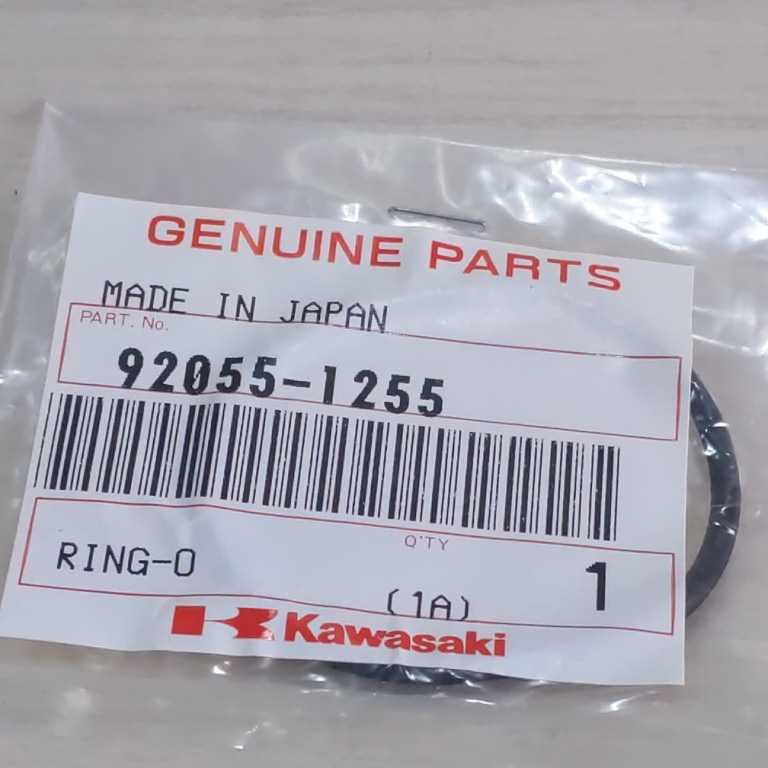 GENUINE PARTS
MADE IN JAPAN
PART. No.
92055-1255
Q'TY
RING-O
1
(1A)
Kawasaki